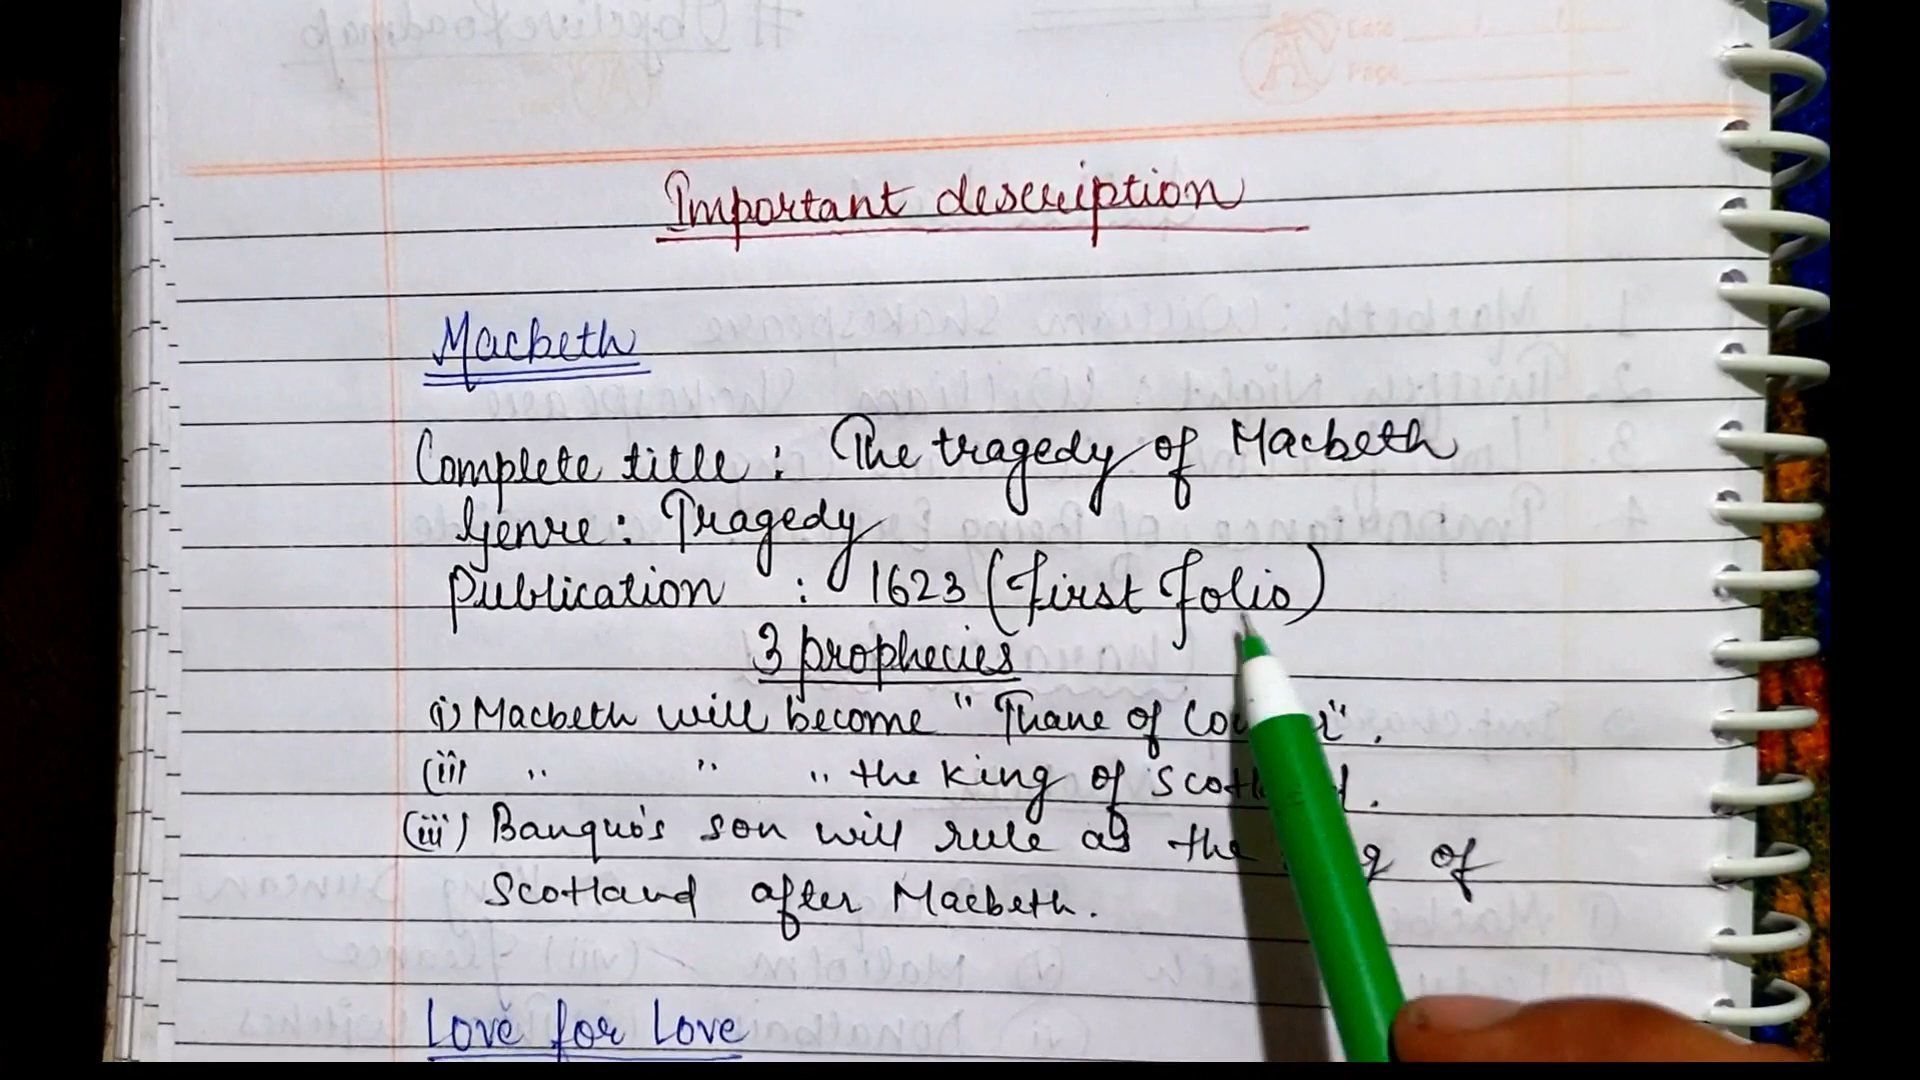 Important description
Macbeth
Complete title : The tragedy of Macbeth
Genre : Tragedy
Publication : 1623 (First Folio)
3 prophecies
(i) Macbeth will become " Thane of
(ii) " " " the king of
(iii) Banquo's son will rule as the of
Scotland after Macbeth.
Love for Love